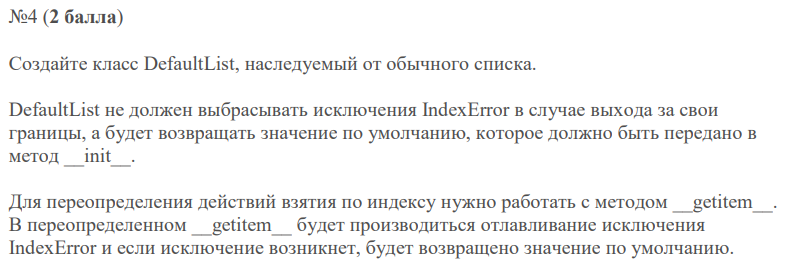 №4 (2 балла)
Создайте класс DefaultList, наследуемый от обычного списка.
DefaultList не должен выбрасывать исключения IndexError в случае выхода за свои
границы, а будет возвращать значение по умолчанию, которое должно быть передано в
метод __init__.
Для переопределения действий взятия по индексу нужно работать с методом __getitem__.
В переопределенном __getitem__ будет производиться отлавливание исключения
IndexError и если исключение возникнет, будет возвращено значение по умолчанию.